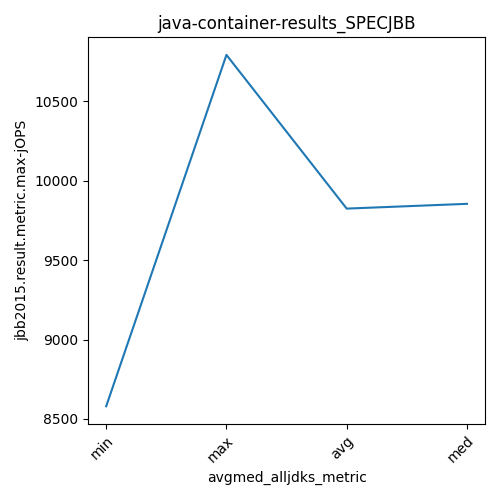 java-container-results_SPECJBB
jbb2015.result.metric.max-jOPS
10500
10000
9500
9000
8500
min
max
avg
med
avgmed_alljdks_metric